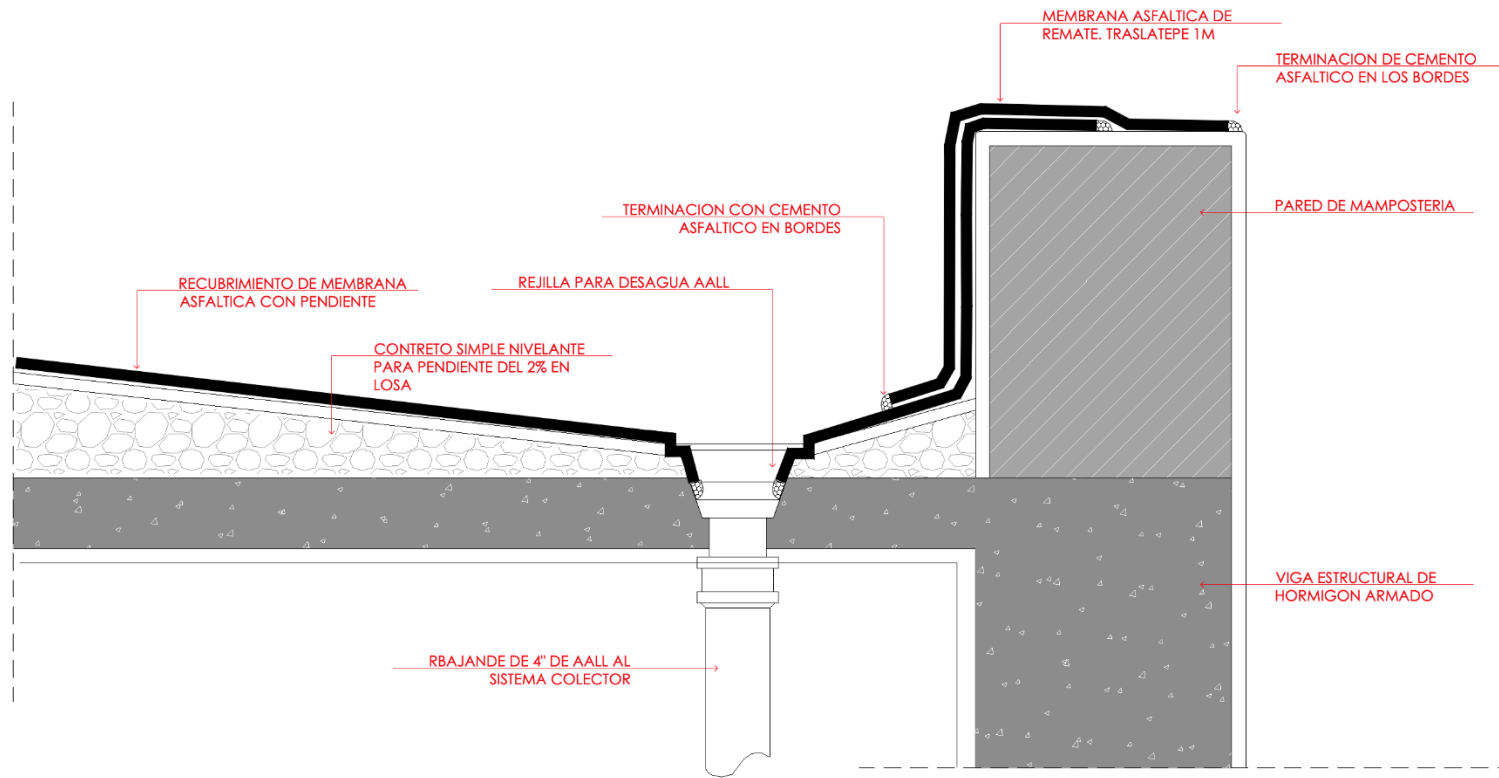 MEMBRANA ASFALTICA DE
REMATE. TRASLATEPE 1M
TERMINACION DE CEMENTO
ASFALTICO EN LOS BORDES
TERMINACION CON CEMENTO
ASFALTICO EN BORDES
PARED DE MAMPOSTERIA
RECUBRIMIENTO DE MEMBRANA
ASFALTICA CON PENDIENTE
REJILLA PARA DESAGUA AALL
CONTRETO SIMPLE NIVELANTE
PARA PENDIENTE DEL 2% EN
LOSA
VIGA ESTRUCTURAL DE
HORMIGON ARMADO
RBAJANDE DE 4" DE AALL AL
SISTEMA COLECTOR